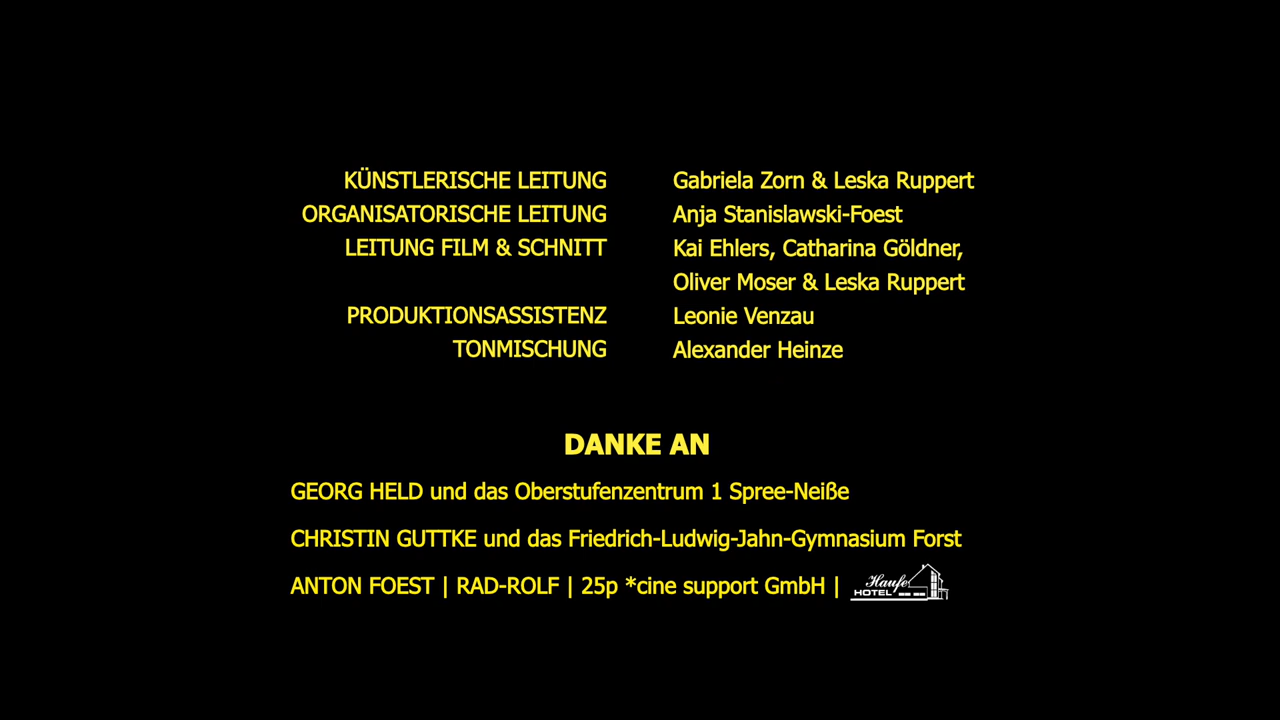 KÜNSTLERISCHE LEITUNG Gabriela Zorn & Leska Ruppert
ORGANISATORISCHE LEITUNG Anja Stanislawski-Foest
LEITUNG FILM & SCHNITT Kai Ehlers, Catharina Göldner,
Oliver Moser & Leska Ruppert
PRODUKTIONSASSISTENZ Leonie Venzau
TONMISCHUNG Alexander Heinze
DANKE AN
GEORG HELD und das Oberstufenzentrum 1 Spree-Neiße
CHRISTIN GUTTKE und das Friedrich-Ludwig-Jahn-Gymnasium Forst
ANTON FOEST | RAD-ROLF | 25p *cine support GmbH | Haufe HOTEL